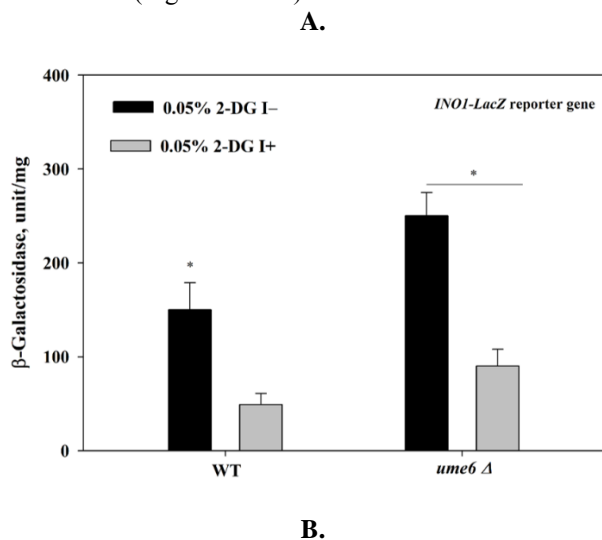 A.
400
0.05% 2-DG I–
INO1-LacZ reporter gene
0.05% 2-DG I+
300
*
β-Galactosidase, unit/mg
200
*
100
0
WT
ume6 Δ
B.